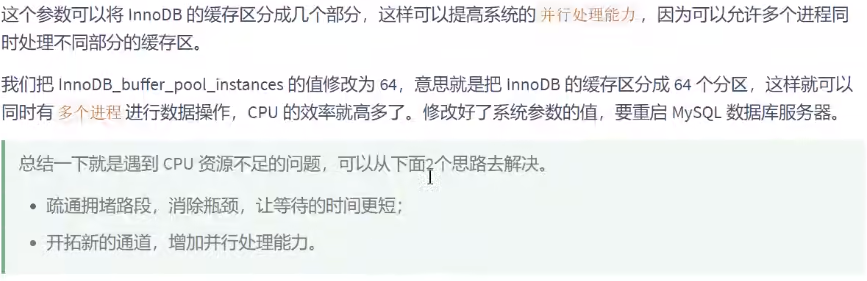 这个参数可以将 InnoDB 的缓存区分成几个部分，这样可以提高系统的 并行处理能力 ，因为可以允许多个进程同
时处理不同部分的缓存区。
我们把 InnoDB_buffer_pool_instances 的值修改为 64，意思就是把 InnoDB 的缓存区分成 64 个分区，这样就可以
同时有 多个进程 进行数据操作，CPU 的效率就高多了。修改好了系统参数的值，要重启 MySQL 数据库服务器。
总结一下就是遇到 CPU 资源不足的问题，可以从下面2个思路去解决。
• 疏通拥堵路段，消除瓶颈，让等待的时间更短；
• 开拓新的通道，增加并行处理能力。